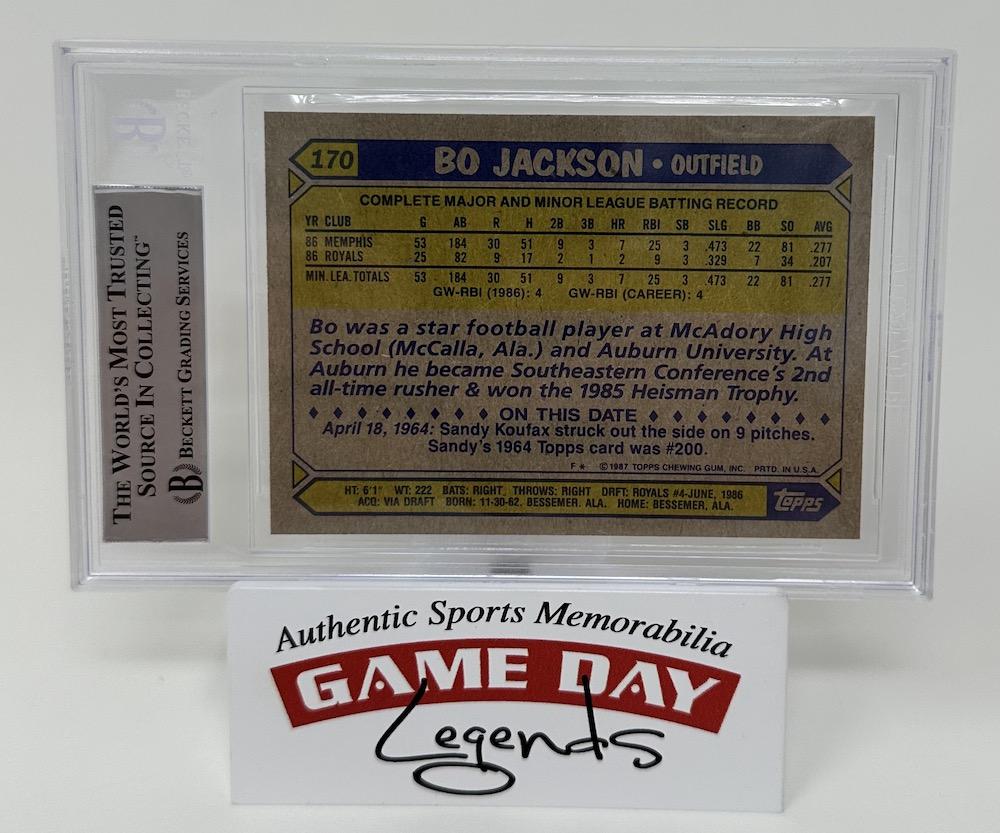 THE WORLD'S MOST TRUSTED
SOURCE IN COLLECTING™
BECKETT GRADING SERVICES
B
170 BO JACKSON • OUTFIELD
COMPLETE MAJOR AND MINOR LEAGUE BATTING RECORD
YR CLUB G AB R H 2B 3B HR RBI SB SLG BB SO AVG
86 MEMPHIS 53 184 30 51 9 3 7 25 3 .473 22 81 .277
86 ROYALS 25 82 9 17 2 1 2 9 3 .329 7 34 .207
MIN. LEA. TOTALS 53 184 30 51 9 3 7 25 3 .473 22 81 .277
GW-RBI (1986): 4 GW-RBI (CAREER): 4
Bo was a star football player at McAdory High
School (McCalla, Ala.) and Auburn University. At
Auburn he became Southeastern Conference's 2nd
all-time rusher & won the 1985 Heisman Trophy.
ON THIS DATE
April 18, 1964: Sandy Koufax struck out the side on 9 pitches.
Sandy's 1964 Topps card was #200.
F * ©1987 TOPPS CHEWING GUM, INC. PRTD. IN U.S.A.
HT: 6'1" WT: 222 BATS: RIGHT THROWS: RIGHT DRFT: ROYALS #4-JUNE, 1986
ACQ: VIA DRAFT BORN: 11-30-62, BESSEMER, ALA. HOME: BESSEMER, ALA.
topps
Authentic Sports Memorabilia
GAME DAY
Legends